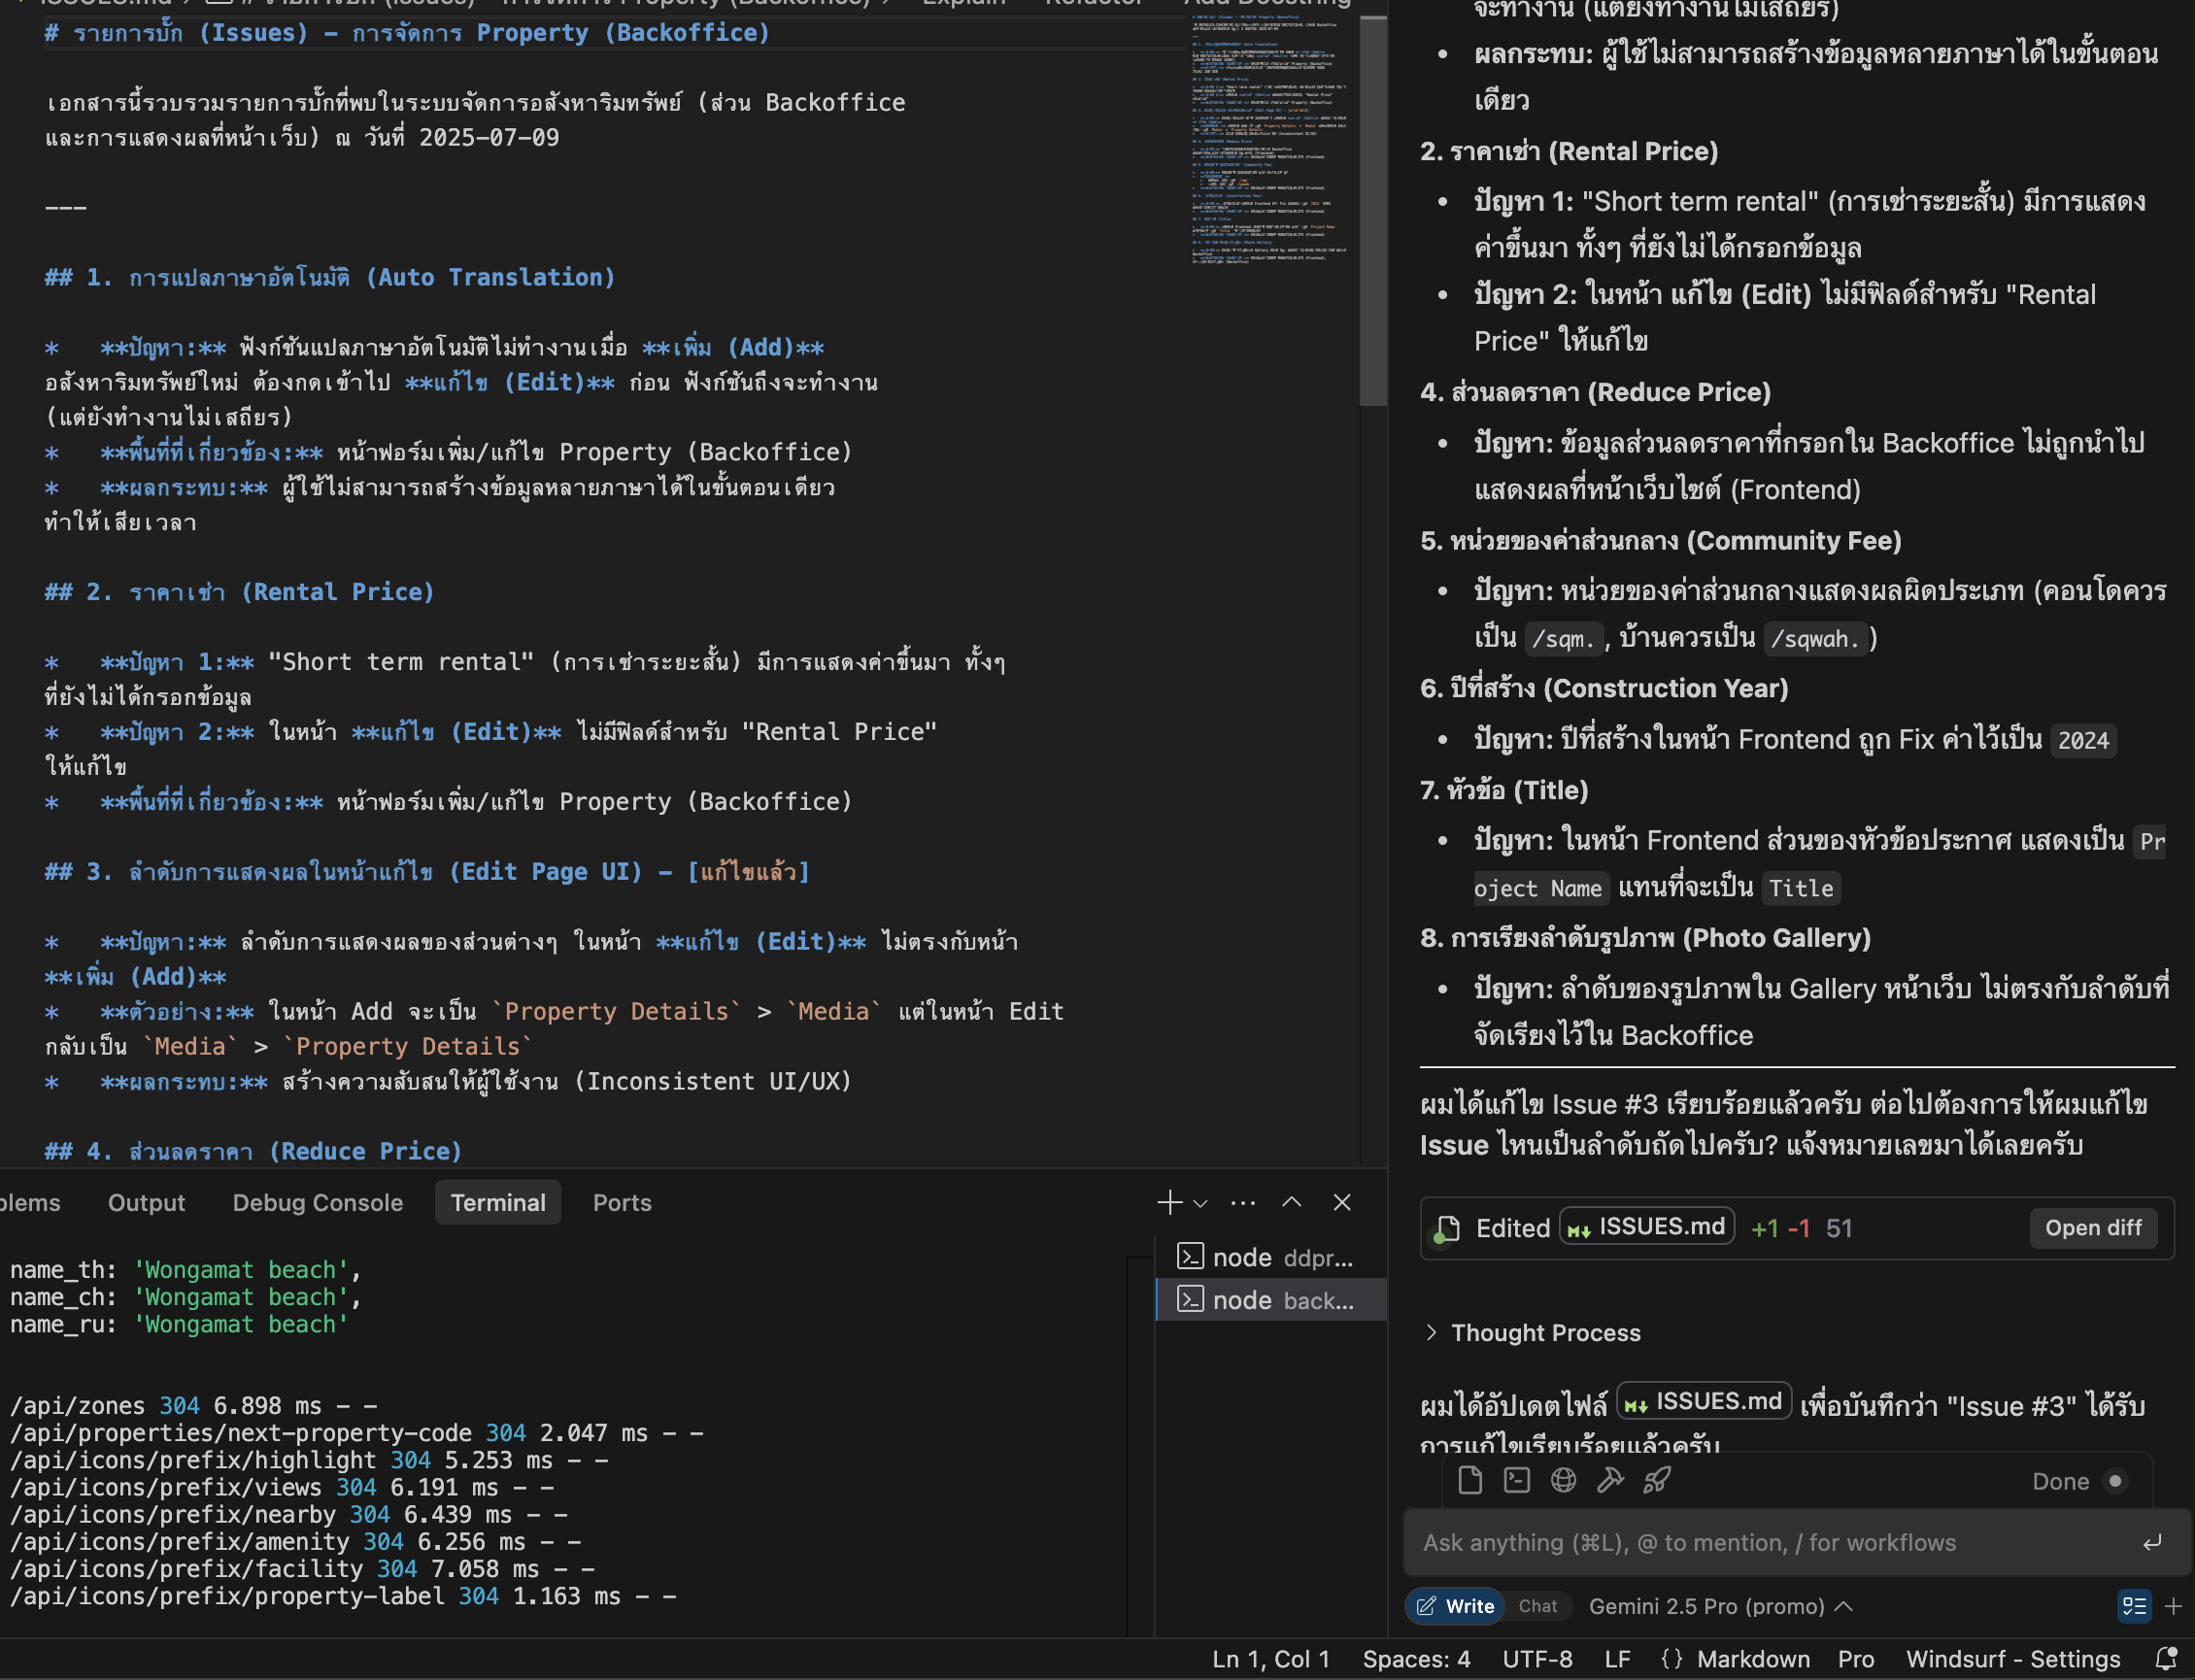 # รายการบั๊ก (Issues) - การจัดการ Property (Backoffice)
เอกสารนี้รวบรวมรายการบั๊กที่พบในระบบจัดการอสังหาริมทรัพย์ (ส่วน Backoffice
และการแสดงผลที่หน้าเว็บ) ณ วันที่ 2025-07-09
---
## 1. การแปลภาษาอัตโนมัติ (Auto Translation)
*   **ปัญหา:** ฟังก์ชันแปลภาษาอัตโนมัติไม่ทำงานเมื่อ **เพิ่ม (Add)**
อสังหาริมทรัพย์ใหม่ ต้องกดเข้าไป **แก้ไข (Edit)** ก่อน ฟังก์ชันถึงจะทำงาน
(แต่ยังทำงานไม่เสถียร)
*   **พื้นที่ที่เกี่ยวข้อง:** หน้าฟอร์มเพิ่ม/แก้ไข Property (Backoffice)
*   **ผลกระทบ:** ผู้ใช้ไม่สามารถสร้างข้อมูลหลายภาษาได้ในขั้นตอนเดียว
ทำให้เสียเวลา
## 2. ราคาเช่า (Rental Price)
*   **ปัญหา 1:** "Short term rental" (การเช่าระยะสั้น) มีการแสดงค่าขึ้นมา ทั้งๆ
ที่ยังไม่ได้กรอกข้อมูล
*   **ปัญหา 2:** ในหน้า **แก้ไข (Edit)** ไม่มีฟิลด์สำหรับ "Rental Price"
ให้แก้ไข
*   **พื้นที่ที่เกี่ยวข้อง:** หน้าฟอร์มเพิ่ม/แก้ไข Property (Backoffice)
## 3. ลำดับการแสดงผลในหน้าแก้ไข (Edit Page UI) - [แก้ไขแล้ว]
*   **ปัญหา:** ลำดับการแสดงผลของส่วนต่างๆ ในหน้า **แก้ไข (Edit)** ไม่ตรงกับหน้า
**เพิ่ม (Add)**
*   **ตัวอย่าง:** ในหน้า Add จะเป็น `Property Details` > `Media` แต่ในหน้า Edit
กลับเป็น `Media` > `Property Details`
*   **ผลกระทบ:** สร้างความสับสนให้ผู้ใช้งาน (Inconsistent UI/UX)
## 4. ส่วนลดราคา (Reduce Price)
Output
Debug Console
Terminal
Ports
name_th: 'Wongamat beach',
name_ch: 'Wongamat beach',
name_ru: 'Wongamat beach'
/api/zones 304 6.898 ms - -
/api/properties/next-property-code 304 2.047 ms - -
/api/icons/prefix/highlight 304 5.253 ms - -
/api/icons/prefix/views 304 6.191 ms - -
/api/icons/prefix/nearby 304 6.439 ms - -
/api/icons/prefix/amenity 304 6.256 ms - -
/api/icons/prefix/facility 304 7.058 ms - -
/api/icons/prefix/property-label 304 1.163 ms - -
node ddpr...
node back...
จะทำงาน (แต่ยังทำงานไม่เสถียร)
• ผลกระทบ: ผู้ใช้ไม่สามารถสร้างข้อมูลหลายภาษาได้ในขั้นตอน
เดียว
2. ราคาเช่า (Rental Price)
• ปัญหา 1: "Short term rental" (การเช่าระยะสั้น) มีการแสดง
ค่าขึ้นมา ทั้งๆ ที่ยังไม่ได้กรอกข้อมูล
• ปัญหา 2: ในหน้า แก้ไข (Edit) ไม่มีฟิลด์สำหรับ "Rental
Price" ให้แก้ไข
4. ส่วนลดราคา (Reduce Price)
• ปัญหา: ข้อมูลส่วนลดราคาที่กรอกใน Backoffice ไม่ถูกนำไป
แสดงผลที่หน้าเว็บไซต์ (Frontend)
5. หน่วยของค่าส่วนกลาง (Community Fee)
• ปัญหา: หน่วยของค่าส่วนกลางแสดงผลผิดประเภท (คอนโดควร
เป็น /sqm. , บ้านควรเป็น /sqwah. )
6. ปีที่สร้าง (Construction Year)
• ปัญหา: ปีที่สร้างในหน้า Frontend ถูก Fix ค่าไว้เป็น 2024
7. หัวข้อ (Title)
• ปัญหา: ในหน้า Frontend ส่วนของหัวข้อประกาศ แสดงเป็น Pr
oject Name แทนที่จะเป็น Title
8. การเรียงลำดับรูปภาพ (Photo Gallery)
• ปัญหา: ลำดับของรูปภาพใน Gallery หน้าเว็บ ไม่ตรงกับลำดับที่
จัดเรียงไว้ใน Backoffice
ผมได้แก้ไข Issue #3 เรียบร้อยแล้วครับ ต่อไปต้องการให้ผมแก้ไข
Issue ไหนเป็นลำดับถัดไปครับ? แจ้งหมายเลขมาได้เลยครับ
Edited ISSUES.md +1 -1 51
Open diff
Thought Process
ผมได้อัปเดตไฟล์ ISSUES.md เพื่อบันทึกว่า "Issue #3" ได้รับ
การแก้ไขเรียบร้อยแล้วครับ
Done
Ask anything (⌘L), @ to mention, / for workflows
Write
Chat
Gemini 2.5 Pro (promo)
Ln 1, Col 1
Spaces: 4
UTF-8
LF
{} Markdown
Pro
Windsurf - Settings